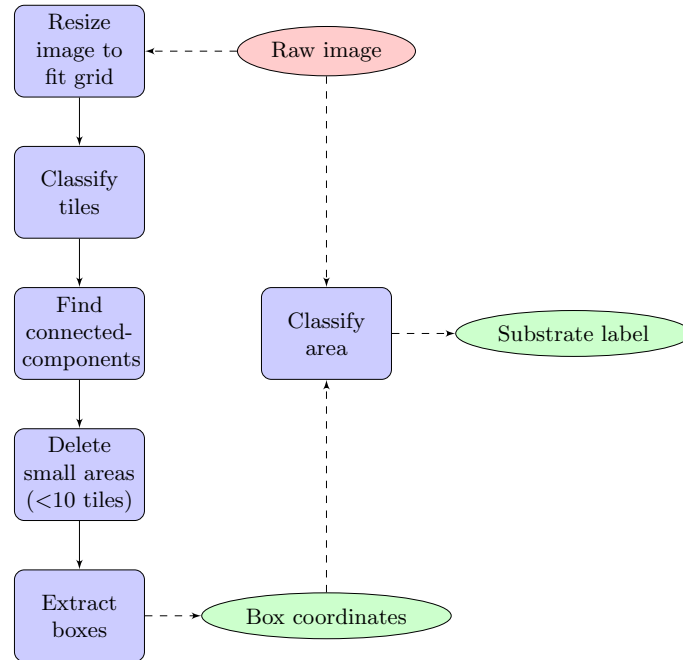 Resize
image to
fit grid
Raw image
Classify
tiles
Find
connected-
components
Classify
area
Substrate label
Delete
small areas
(<10 tiles)
Extract
boxes
Box coordinates